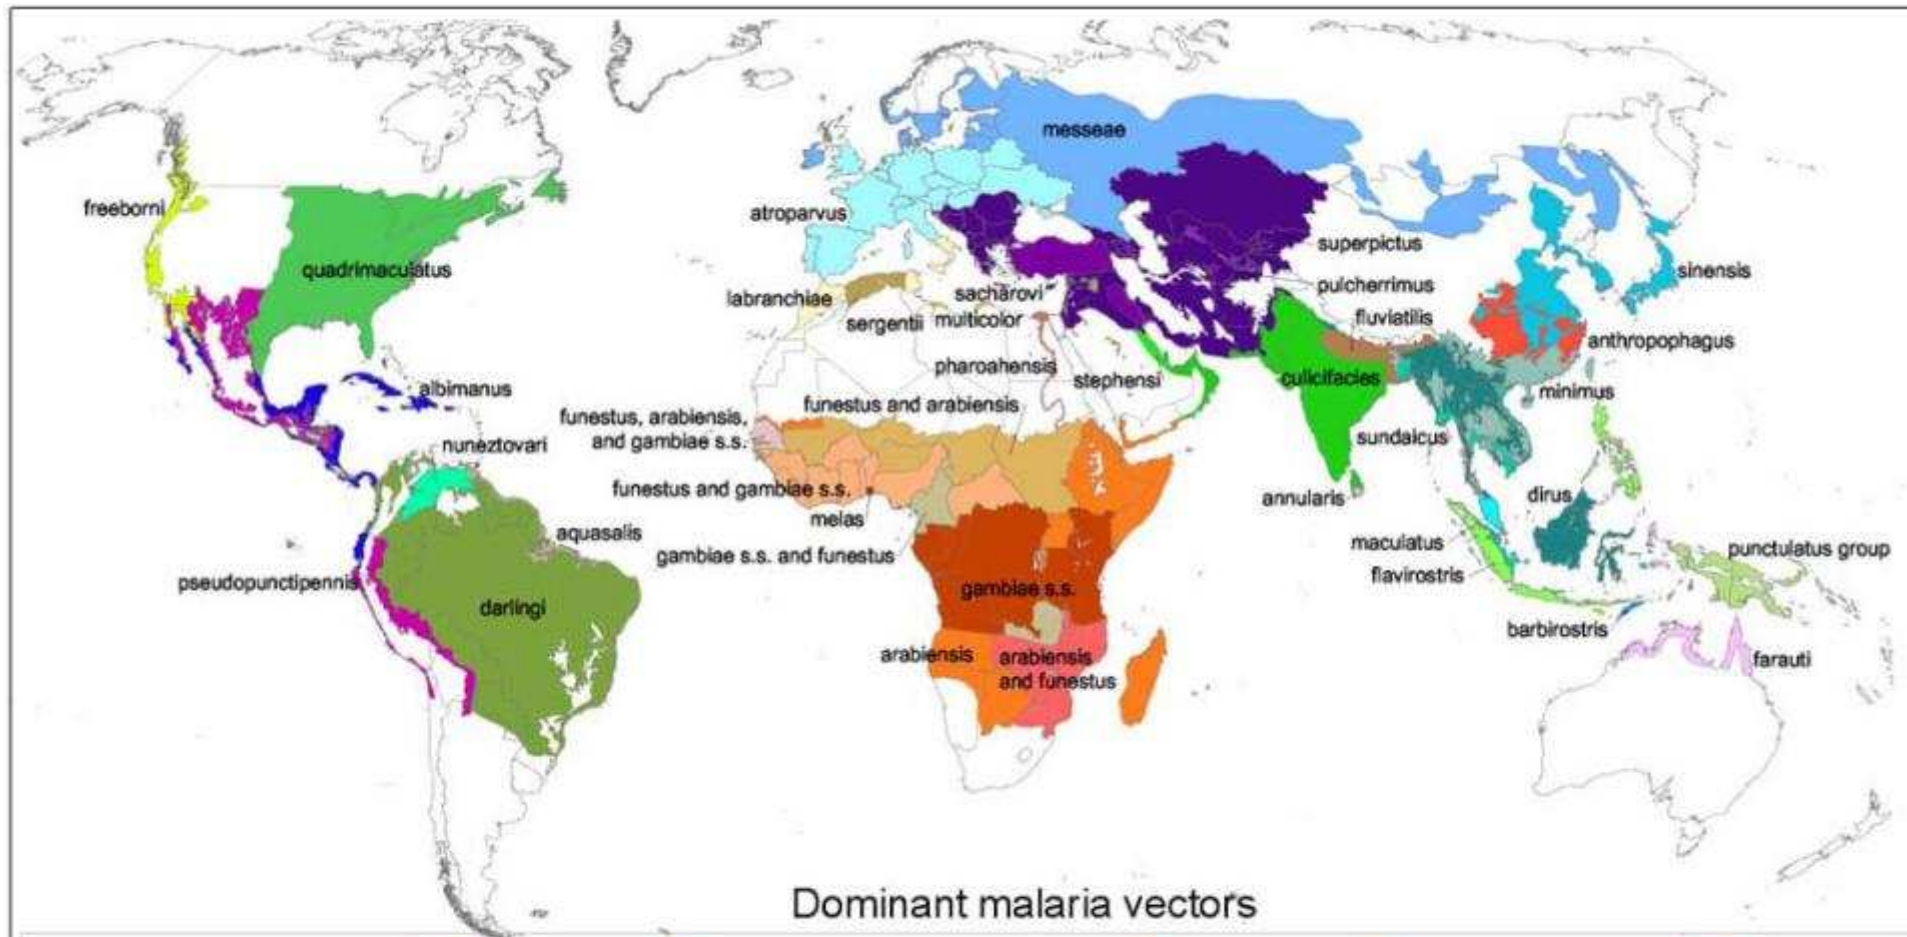 messeae
freeborni
atroparvus
quadrimaculatus
superpictus
sinensis
labranchiae
sacharovi
pulcherrimus
sergentii
multicolor
fluviatilis
anthropophagus
pharoahensis
stephensi
culicifacies
albimanus
minimus
funestus and arabiensis
funestus, arabiensis,
and gambiae s.s.
nuneztovari
sundaicus
funestus and gambiae s.s.
annularis
dirus
melas
aquasalis
gambiae s.s. and funestus
maculatus
punctulatus group
flavirostris
pseudopunctipennis
darlingi
gambiae s.s.
barbirostris
arabiensis
arabiensis
and funestus
farauti
Dominant malaria vectors